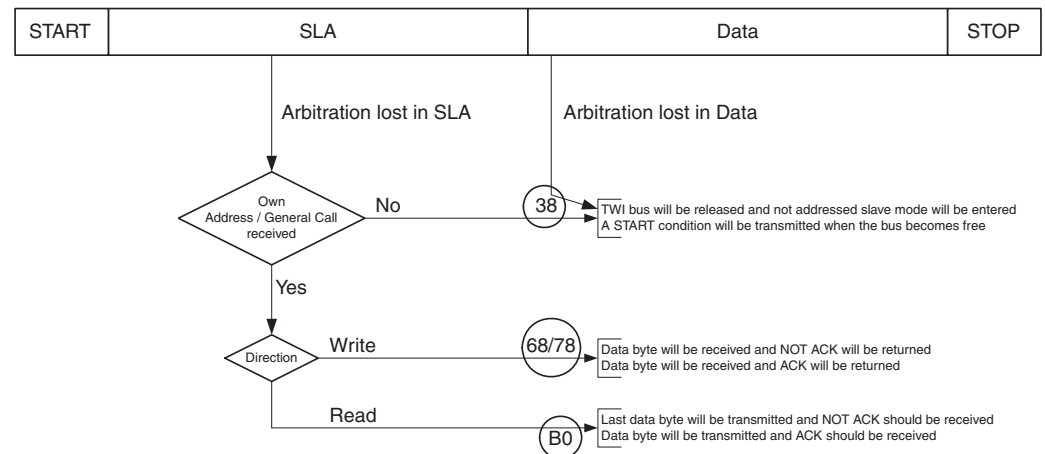 START SLA Data STOP
Arbitration lost in SLA Arbitration lost in Data
Own
Address / General Call
received
No
38
TWI bus will be released and not addressed slave mode will be entered
A START condition will be transmitted when the bus becomes free
Yes
Direction
Write
68/78
Data byte will be received and NOT ACK will be returned
Data byte will be received and ACK will be returned
Read
B0
Last data byte will be transmitted and NOT ACK should be received
Data byte will be transmitted and ACK should be received